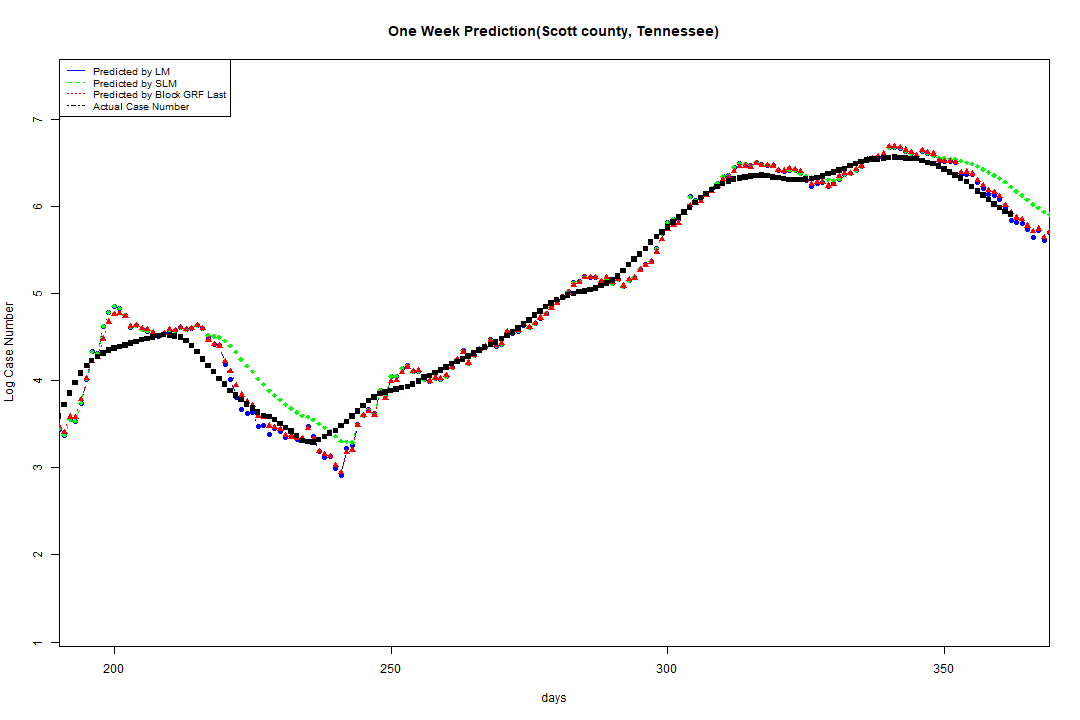 One Week Prediction(Scott county, Tennessee)
Predicted by LM
Predicted by SLM
Predicted by Block GRF Last
Actual Case Number
Log Case Number
7
6
5
4
3
2
1
200 250 300 350
days